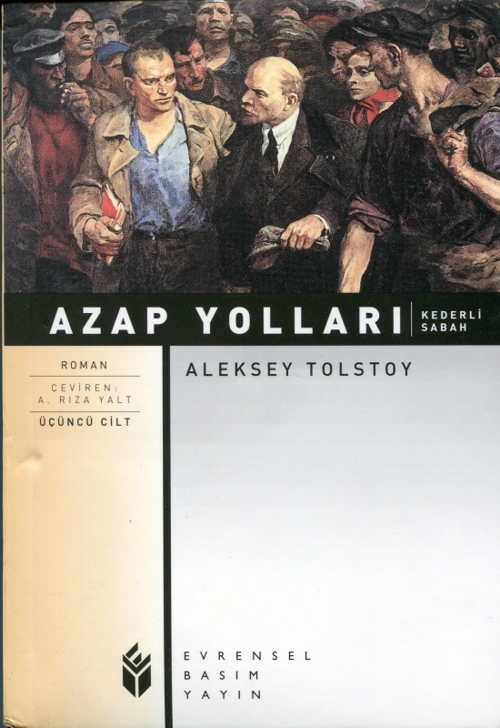 AZAP YOLLARI
KEDERLİ
SABAH
ROMAN
ÇEVİREN:
A. RIZA YALT
ÜÇÜNCÜ CİLT
ALEKSEY TOLSTOY
EVRENSEL
BASIM
YAYIN